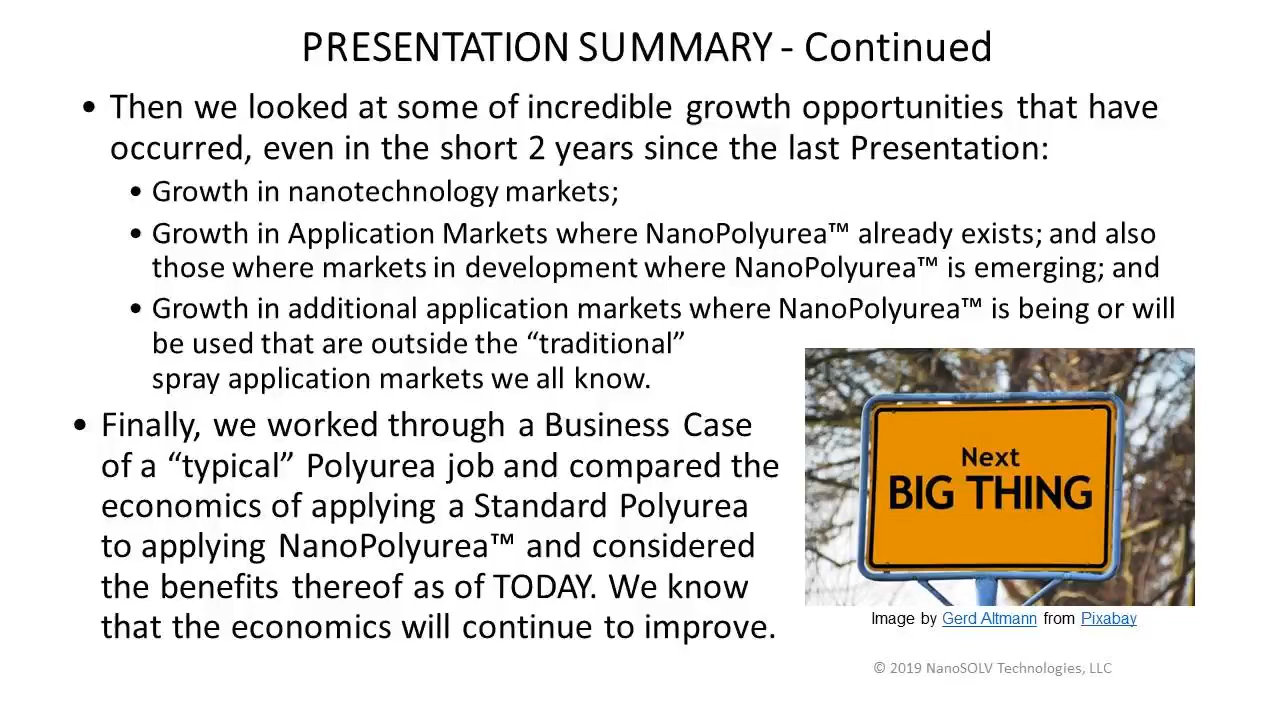 PRESENTATION SUMMARY - Continued
• Then we looked at some of incredible growth opportunities that have
occurred, even in the short 2 years since the last Presentation:
• Growth in nanotechnology markets;
• Growth in Application Markets where NanoPolyurea™ already exists; and also
those where markets in development where NanoPolyurea™ is emerging; and
• Growth in additional application markets where NanoPolyurea™ is being or will
be used that are outside the “traditional”
spray application markets we all know.
• Finally, we worked through a Business Case
of a “typical” Polyurea job and compared the
economics of applying a Standard Polyurea
to applying NanoPolyurea™ and considered
the benefits thereof as of TODAY. We know
that the economics will continue to improve.
Next
BIG THING
Image by Gerd Altmann from Pixabay
© 2019 NanoSOLV Technologies, LLC